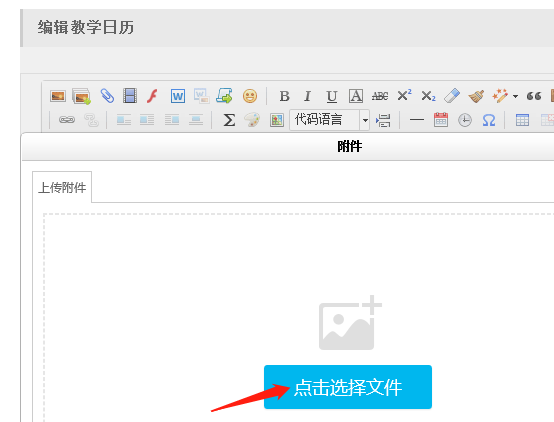 编辑教学日历
W
B I U A ABC X² X₂ “
Σ 代码语言 Ω
附件
上传附件
点击选择文件